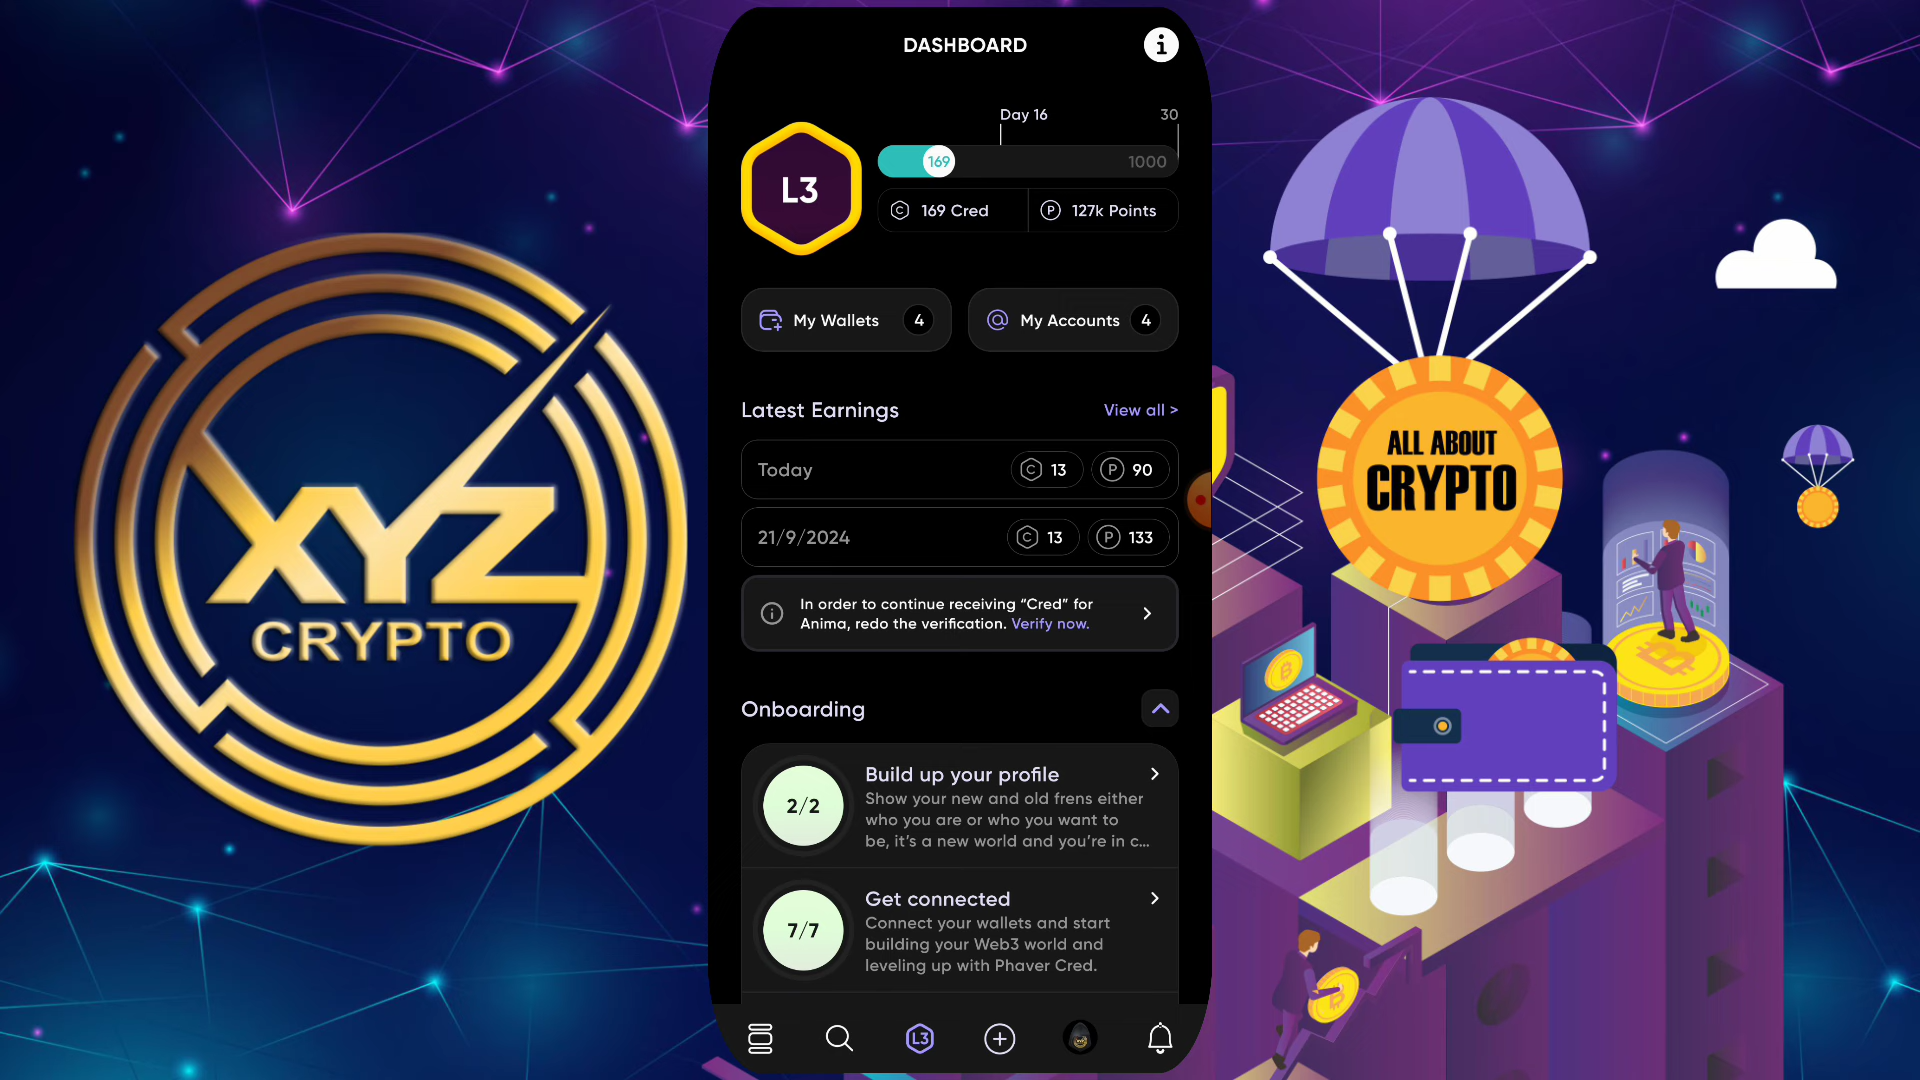 XYZ
CRYPTO
DASHBOARD
Day 16
30
L3
169
1000
C 169 Cred
P 127k Points
My Wallets 4
My Accounts 4
Latest Earnings
View all >
Today C 13 P 90
21/9/2024 C 13 P 133
In order to continue receiving “Cred” for
Anima, redo the verification. Verify now.
Onboarding
2/2
Build up your profile
Show your new and old frens either
who you are or who you want to
be, it’s a new world and you’re in c...
7/7
Get connected
Connect your wallets and start
building your Web3 world and
leveling up with Phaver Cred.
L3
ALL ABOUT
CRYPTO